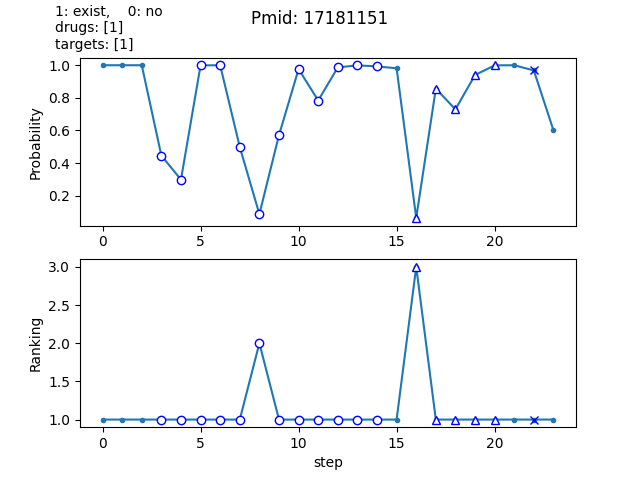 1: exist,    0: no
drugs: [1]
targets: [1]
Pmid: 17181151
Probability
1.0
0.8
0.6
0.4
0.2
0 5 10 15 20
Ranking
3.0
2.5
2.0
1.5
1.0
0 5 10 15 20
step